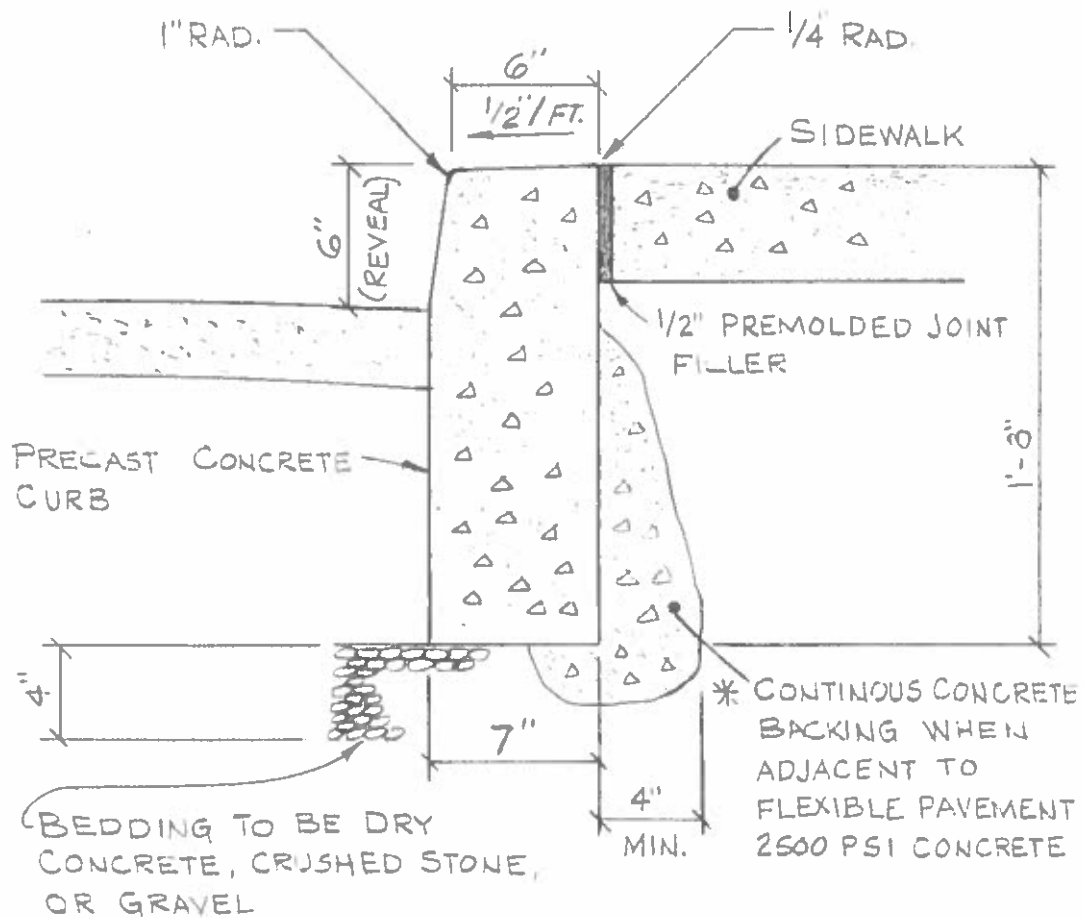 1" RAD.
1/4" RAD.
6"
1/2"/FT.
SIDEWALK
6"
(REVEAL)
1/2" PREMOLDED JOINT
FILLER
PRECAST CONCRETE
CURB
1'-3"
4"
7"
4"
MIN.
* CONTINOUS CONCRETE
BACKING WHEN
ADJACENT TO
FLEXIBLE PAVEMENT
2500 PSI CONCRETE
BEDDING TO BE DRY
CONCRETE, CRUSHED STONE,
OR GRAVEL